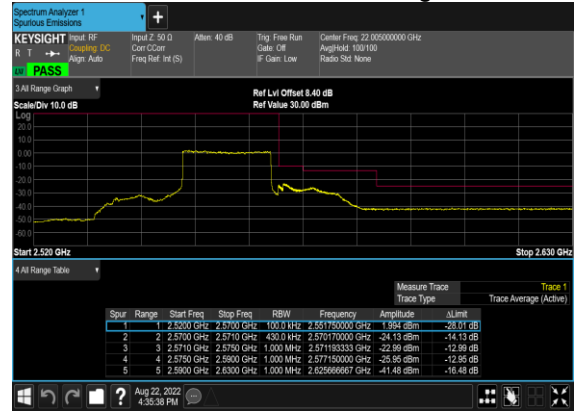 Spectrum Analyzer 1
Spurious Emissions
KEYSIGHT Input: RF Input Z: 50 Ω Atten: 40 dB Trig: Free Run Center Freq: 22.005000000 GHz
R T Coupling: DC Corr CCorr Gate: Off Avg|Hold: 100/100
Align: Auto Freq Ref: Int (S) IF Gain: Low Radio Std: None
PASS
3 All Range Graph
Ref Lvl Offset 8.40 dB
Scale/Div 10.0 dB Ref Value 30.00 dBm
Log
20.0
10.0
0.00
-10.0
-20.0
-30.0
-40.0
-50.0
-60.0
Start 2.520 GHz Stop 2.630 GHz
4 All Range Table
Measure Trace Trace 1
Trace Type Trace Average (Active)
Spur Range Start Freq Stop Freq RBW Frequency Amplitude ΔLimit
1 1 2.5200 GHz 2.5700 GHz 100.0 kHz 2.551750000 GHz 1.994 dBm -28.01 dB
2 2 2.5700 GHz 2.5710 GHz 430.0 kHz 2.570170000 GHz -24.13 dBm -14.13 dB
3 3 2.5710 GHz 2.5750 GHz 1.000 MHz 2.571193333 GHz -22.99 dBm -12.99 dB
4 4 2.5750 GHz 2.5900 GHz 1.000 MHz 2.577150000 GHz -25.95 dBm -12.95 dB
5 5 2.5900 GHz 2.6300 GHz 1.000 MHz 2.625666667 GHz -41.48 dBm -16.48 dB
Aug 22, 2022
4:35:38 PM